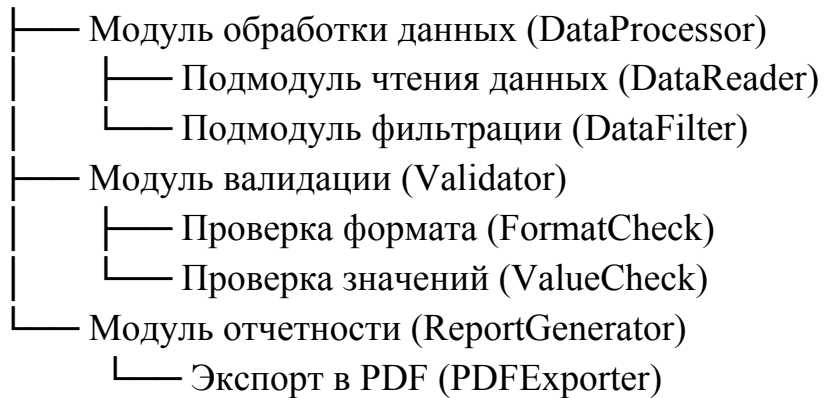 ├── Модуль обработки данных (DataProcessor)
│   ├── Подмодуль чтения данных (DataReader)
│   └── Подмодуль фильтрации (DataFilter)
├── Модуль валидации (Validator)
│   ├── Проверка формата (FormatCheck)
│   └── Проверка значений (ValueCheck)
└── Модуль отчетности (ReportGenerator)
    └── Экспорт в PDF (PDFExporter)